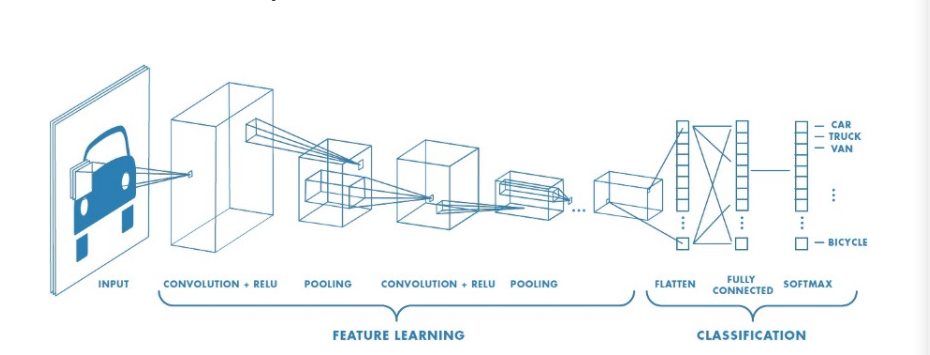 CAR
TRUCK
VAN
BICYCLE
INPUT
CONVOLUTION + RELU
POOLING
CONVOLUTION + RELU
POOLING
FLATTEN
FULLY
CONNECTED
SOFTMAX
FEATURE LEARNING
CLASSIFICATION